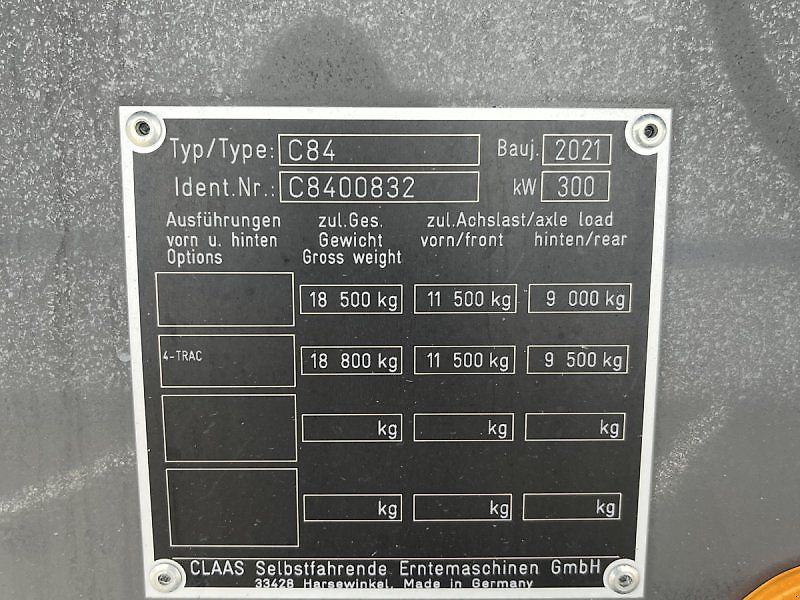 Typ/Type: C84 Bauj. 2021
Ident.Nr.: C8400832 kW 300
Ausführungen zul.Ges. zul.Achslast/axle load
vorn u. hinten Gewicht vorn/front hinten/rear
Options Gross weight
18 500 kg 11 500 kg 9 000 kg
4-TRAC 18 800 kg 11 500 kg 9 500 kg
kg kg kg
kg kg kg
CLAAS Selbstfahrende Erntemaschinen GmbH
33428 Harsewinkel, Made in Germany